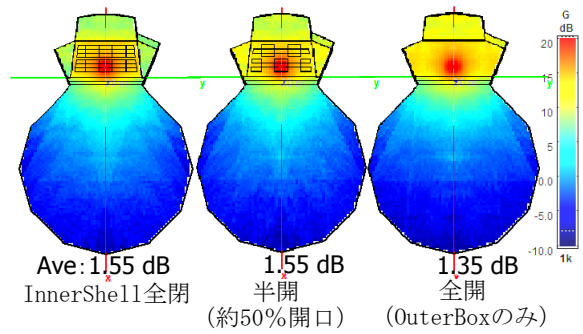 G
dB
20
15
10
5
0.0
-5.0
-10.0
1k
y
y
y
Ave:1.55 dB
1.55 dB
1.35 dB
x
x
InnerShell全閉
半開
全開
(約50%開口)
(OuterBoxのみ)